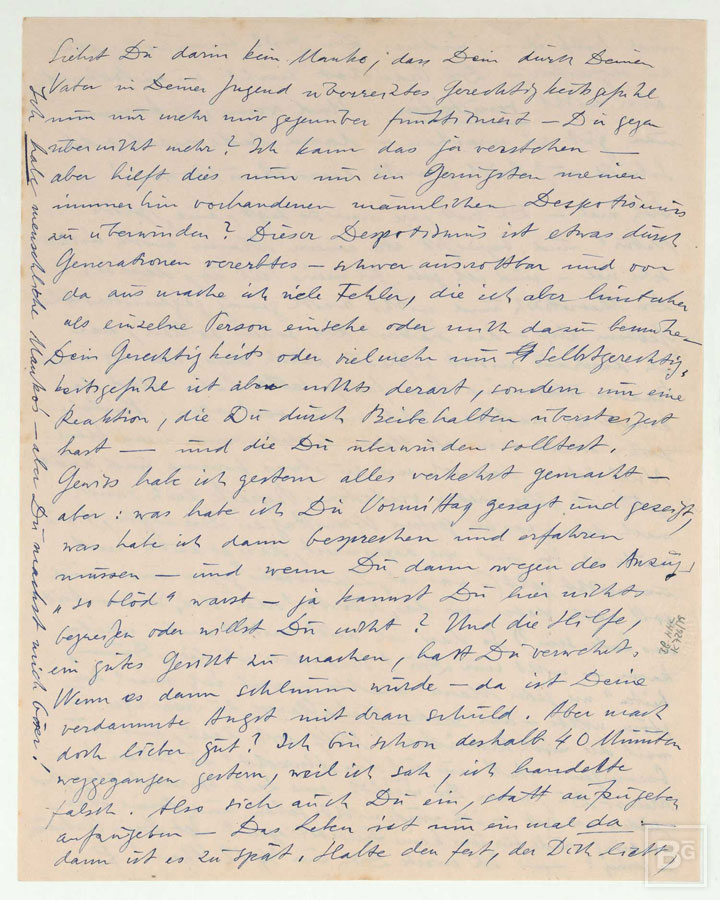 Siehst Du darin kein Manko, dass Dein durch Deinen
Vater in Deiner Jugend überreiztes Gerechtigkeitsgefühl
nun nur mehr mir gegenüber funktioniert – Dir gegen
über nicht mehr? Ich kann das ja verstehen –
aber hilft dies nun nur im Geringsten meinen
immerhin vorhandenen männlichen Despotismus
zu überwinden? Dieser Despotismus ist etwas durch
Generationen vererbtes – schwer ausrottbar und von
da aus mache ich viele Fehler, die ich aber hinterher
als einzelne Person einsehe oder mich dazu bemühe –
Dein Gerechtigkeits oder vielmehr nur Selbstgerechtig-
keitsgefühl ist aber nichts derart, sondern nur eine
Reaktion, die Du durch Beibehalten übersteigert
hast — und die Du überwinden solltest.
Gewiss habe ich gestern alles verkehrt gemacht –
aber: was habe ich Dir Vormittag gesagt und gezeigt,
was habe ich dann besprechen und erfahren
müssen – und wenn Du dann wegen des Anzugs
"so blöd" warst – ja kannst Du hier nichts
begreifen oder willst Du nicht? Und die Hilfe,
ein gutes Gesicht zu machen, hast Du verwehrt.
Wenn es dann schlimm wurde – da ist Deine
verdammte Angst mit dran schuld. Aber mach
doch lieber gut? Ich bin schon deshalb 40 Minuten
weggegangen gestern, weil ich sah, ich handelte
falsch. Also sieh auch Du ein, statt aufzugeben
anfangeben – Das Leben ist nun einmal da –
dann ist es zu spät. Halte den fest, der Dich liebt,
Ich habe menschliche Mankos – aber Du machst mich böser!
BG